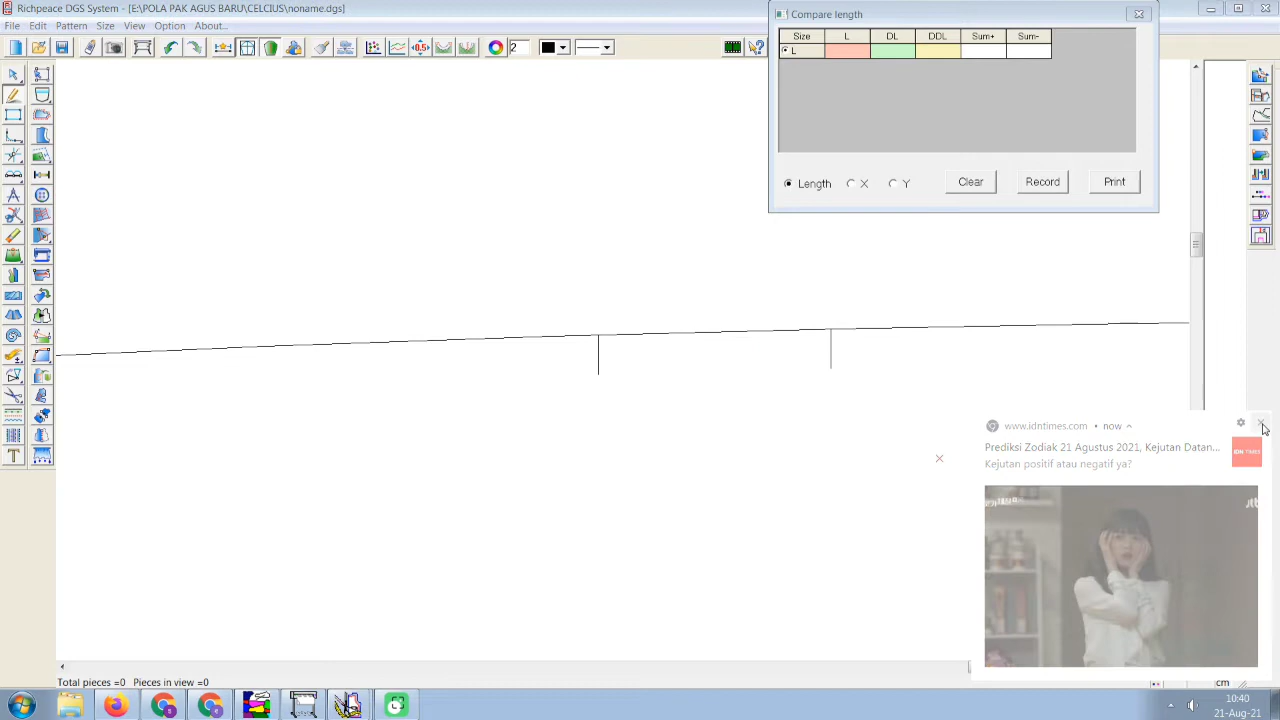 Richpeace DGS System - [E:\POLA PAK AGUS BARU\CELCIUS\noname.dgs]
File Edit Pattern Size View Option About...
2
Compare length
Size L DL DDL Sum+ Sum-
L
Length X Y Clear Record Print
www.idntimes.com • now
Prediksi Zodiak 21 Agustus 2021, Kejutan Datan...
Kejutan positif atau negatif ya?
IDN TIMES
Total pieces =0 Pieces in view =0
cm
10:40
21-Aug-21